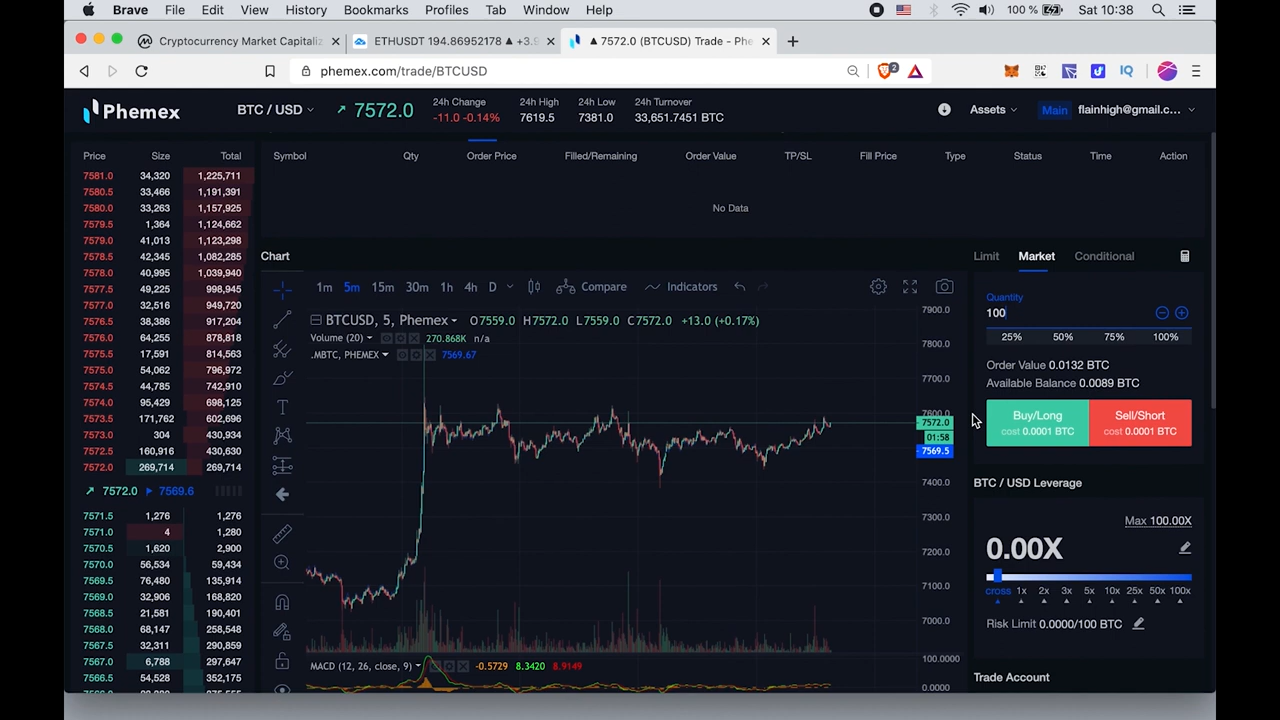 Brave File Edit View History Bookmarks Profiles Tab Window Help 100 % Sat 10:38
Cryptocurrency Market Capitaliz ETHUSDT 194.86952178 ▲ +3.9 ▲ 7572.0 (BTCUSD) Trade - Phe
phemex.com/trade/BTCUSD 2 IQ
Phemex BTC / USD 7572.0 24h Change 24h High 24h Low 24h Turnover Assets Main flainhigh@gmail.c...
-11.0 -0.14% 7619.5 7381.0 33,651.7451 BTC
Price Size Total Symbol Qty Order Price Filled/Remaining Order Value TP/SL Fill Price Type Status Time Action
7581.0 34,320 1,225,711
7580.5 33,466 1,191,391
7580.0 33,263 1,157,925
No Data
7579.5 1,364 1,124,662
7579.0 41,013 1,123,298
7578.5 42,345 1,082,285
Chart Limit Market Conditional
7578.0 40,995 1,039,940
7577.5 49,225 998,945
1m 5m 15m 30m 1h 4h D Compare Indicators
7577.0 32,516 949,720
Quantity
100
7576.5 38,386 917,204
BTCUSD, 5, Phemex O7559.0 H7572.0 L7559.0 C7572.0 +13.0 (+0.17%)
7576.0 64,255 878,818
Volume (20) 270.868K n/a
25% 50% 75% 100%
7575.5 17,591 814,563
.MBTC, PHEMEX 7569.67
7575.0 54,062 796,972
Order Value 0.0132 BTC
Available Balance 0.0089 BTC
7574.5 44,785 742,910
7574.0 95,429 698,125
7573.5 171,762 602,696
Buy/Long Sell/Short
cost 0.0001 BTC cost 0.0001 BTC
7573.0 304 430,934
7572.5 160,916 430,630
7572.0 269,714 269,714
7572.0 7569.6
7571.5 1,276 1,276
7571.0 4 1,280
7570.5 1,620 2,900
7570.0 56,534 59,434
7569.5 76,480 135,914
7569.0 32,906 168,820
7568.5 21,581 190,401
7568.0 68,147 258,548
7567.5 32,311 290,859
7567.0 6,788 297,647
7566.5 54,528 352,175
7900.0
7800.0
7700.0
7600.0
7572.0
01:58
7569.5
7400.0
7300.0
7200.0
7100.0
7000.0
MACD (12, 26, close, 9) -0.5729 8.3420 8.9149
100.0000
0.0000
BTC / USD Leverage
Max 100.00X
0.00X
cross 1x 2x 3x 5x 10x 25x 50x 100x
Risk Limit 0.0000/100 BTC
Trade Account